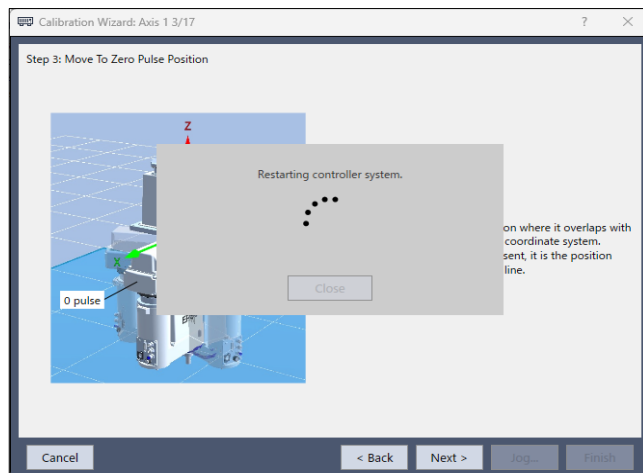 Calibration Wizard: Axis 1 3/17
? ×
Step 3: Move To Zero Pulse Position
Z
Restarting controller system.
on where it overlaps with
coordinate system.
sent, it is the position
line.
X
Close
0 pulse
Cancel
< Back
Next >
Jog...
Finish